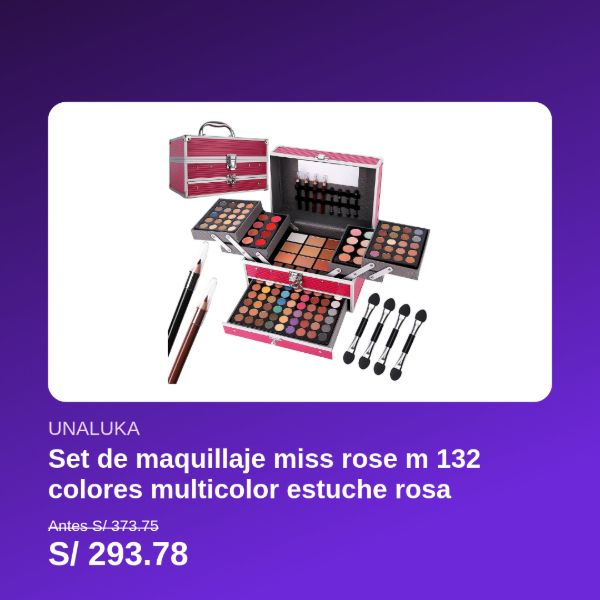 UNALUKA
Set de maquillaje miss rose m 132
colores multicolor estuche rosa
Antes S/ 373.75
S/ 293.78